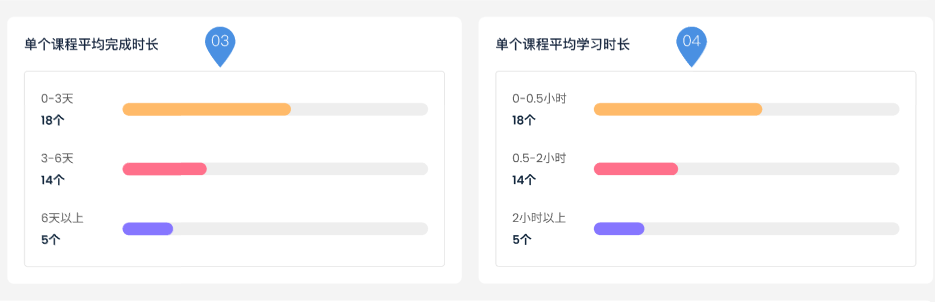 单个课程平均完成时长
03
0-3天
18个
3-6天
14个
6天以上
5个
单个课程平均学习时长
04
0-0.5小时
18个
0.5-2小时
14个
2小时以上
5个